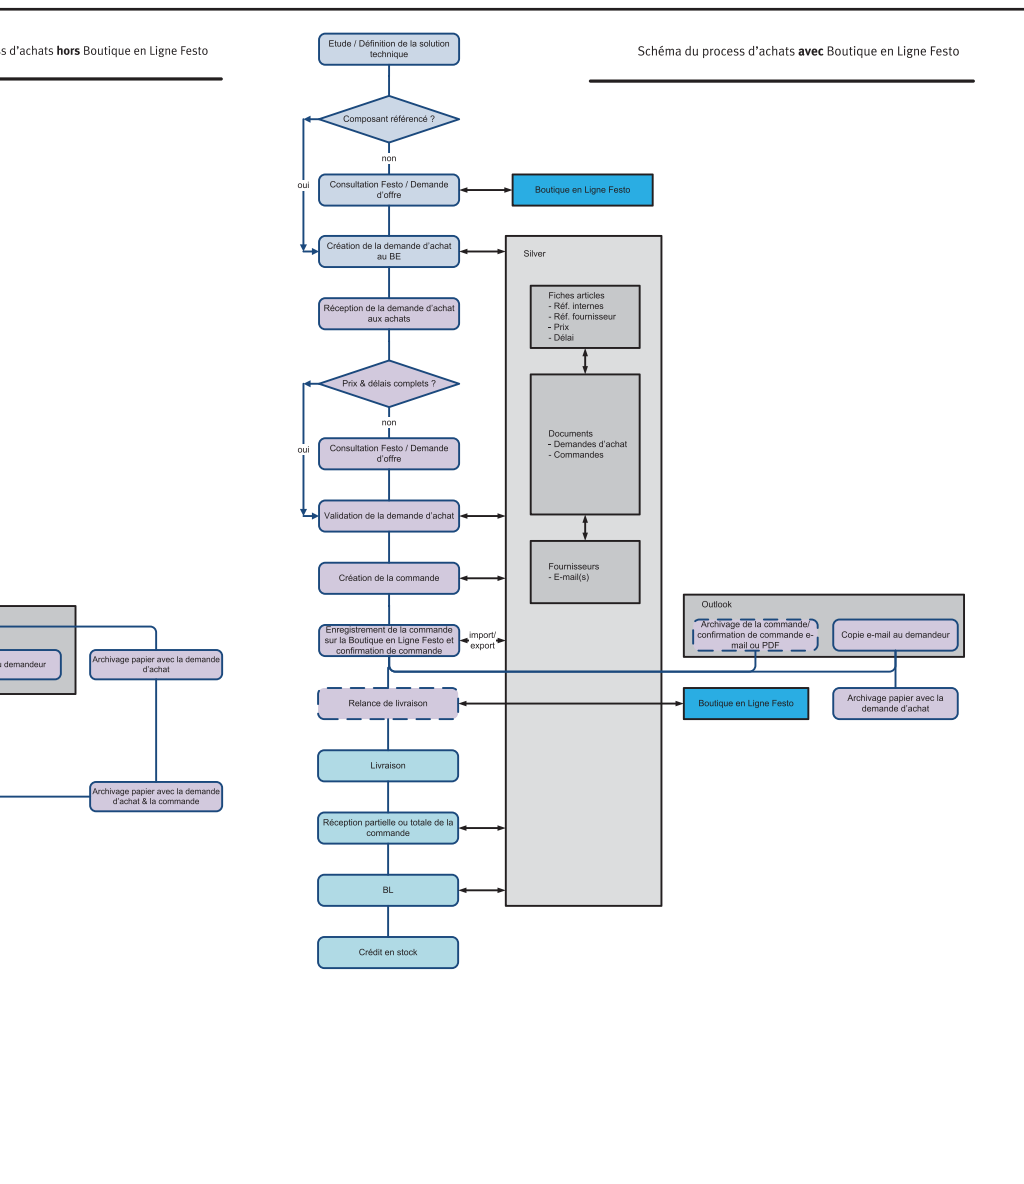 s d'achats hors Boutique en Ligne Festo
Schéma du process d'achats avec Boutique en Ligne Festo
Etude / Définition de la solution
technique
Composant référencé ?
non
oui
Consultation Festo / Demande
d'offre
Boutique en Ligne Festo
Création de la demande d'achat
au BE
Silver
Réception de la demande d'achat
aux achats
Fiches articles
- Réf. internes
- Réf. fournisseur
- Prix
- Délai
Prix & délais complets ?
non
oui
Consultation Festo / Demande
d'offre
Documents
- Demandes d'achat
- Commandes
Validation de la demande d'achat
Création de la commande
Fournisseurs
- E-mail(s)
Enregistrement de la commande
sur la Boutique en Ligne Festo et
confirmation de commande
import/
export
Outlook
Archivage de la commande/
confirmation de commande e-
mail ou PDF
Copie e-mail au demandeur
demandeur
Archivage papier avec la demande
d'achat
Relance de livraison
Boutique en Ligne Festo
Archivage papier avec la
demande d'achat
Livraison
Archivage papier avec la demande
d'achat & la commande
Réception partielle ou totale de la
commande
BL
Crédit en stock